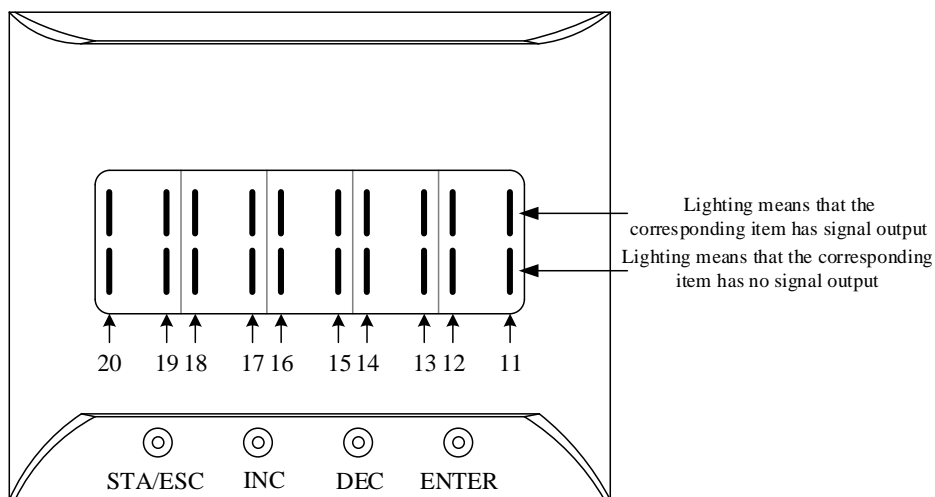 Lighting means that the
corresponding item has signal output
Lighting means that the corresponding
item has no signal output
20 19 18 17 16 15 14 13 12 11
STA/ESC INC DEC ENTER